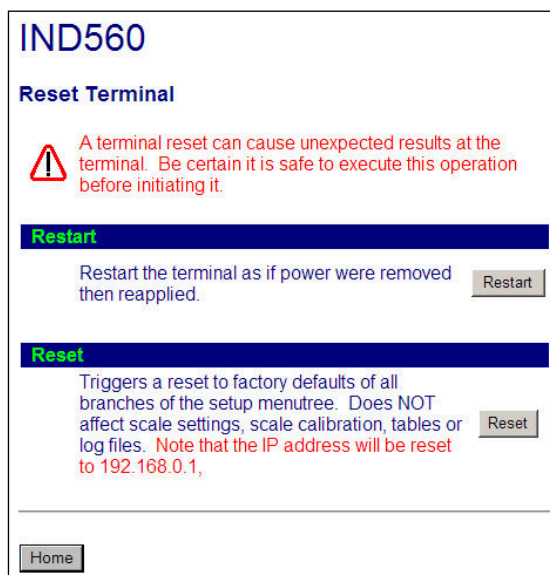 IND560
Reset Terminal
A terminal reset can cause unexpected results at the
terminal. Be certain it is safe to execute this operation
before initiating it.
Restart
Restart the terminal as if power were removed
then reapplied.
Restart
Reset
Triggers a reset to factory defaults of all
branches of the setup menutree. Does NOT
affect scale settings, scale calibration, tables or
log files. Note that the IP address will be reset
to 192.168.0.1,
Reset
Home